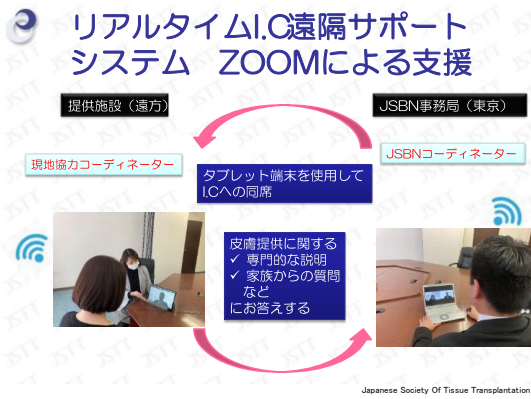 リアルタイムI.C遠隔サポート
システム　ZOOMによる支援
提供施設（遠方）
JSBN事務局（東京）
現地協力コーディネーター
JSBNコーディネーター
タブレット端末を使用して
I.Cへの同席
皮膚提供に関する
✓ 専門的な説明
✓ 家族からの質問
など
にお答えする
Japanese Society Of Tissue Transplantation